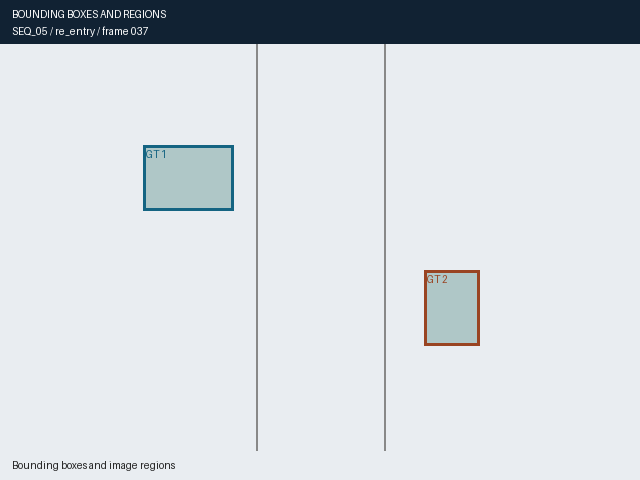 BOUNDING BOXES AND REGIONS
SEQ_05 / re_entry / frame 037
GT1
GT2
Bounding boxes and image regions